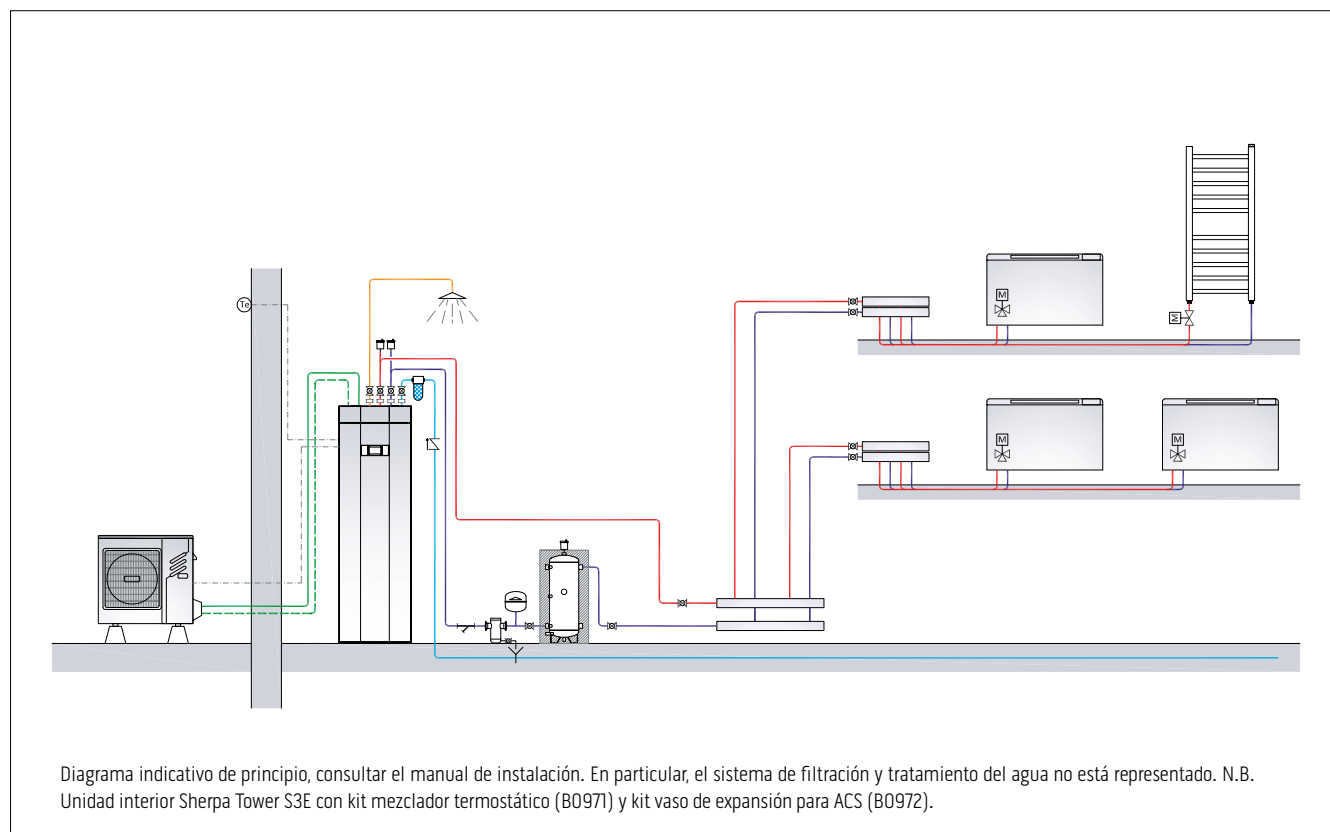 Te
M
M
M
M
Diagrama indicativo de principio, consultar el manual de instalación. En particular, el sistema de filtración y tratamiento del agua no está representado. N.B.
Unidad interior Sherpa Tower S3E con kit mezclador termostático (B0971) y kit vaso de expansión para ACS (B0972).